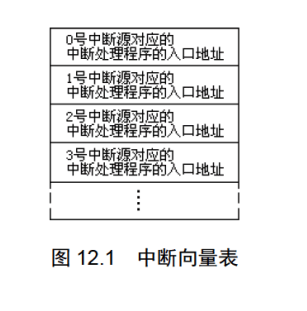 0号中断源对应的
中断处理程序的入口地址
1号中断源对应的
中断处理程序的入口地址
2号中断源对应的
中断处理程序的入口地址
3号中断源对应的
中断处理程序的入口地址
⋮
图 12.1 中断向量表